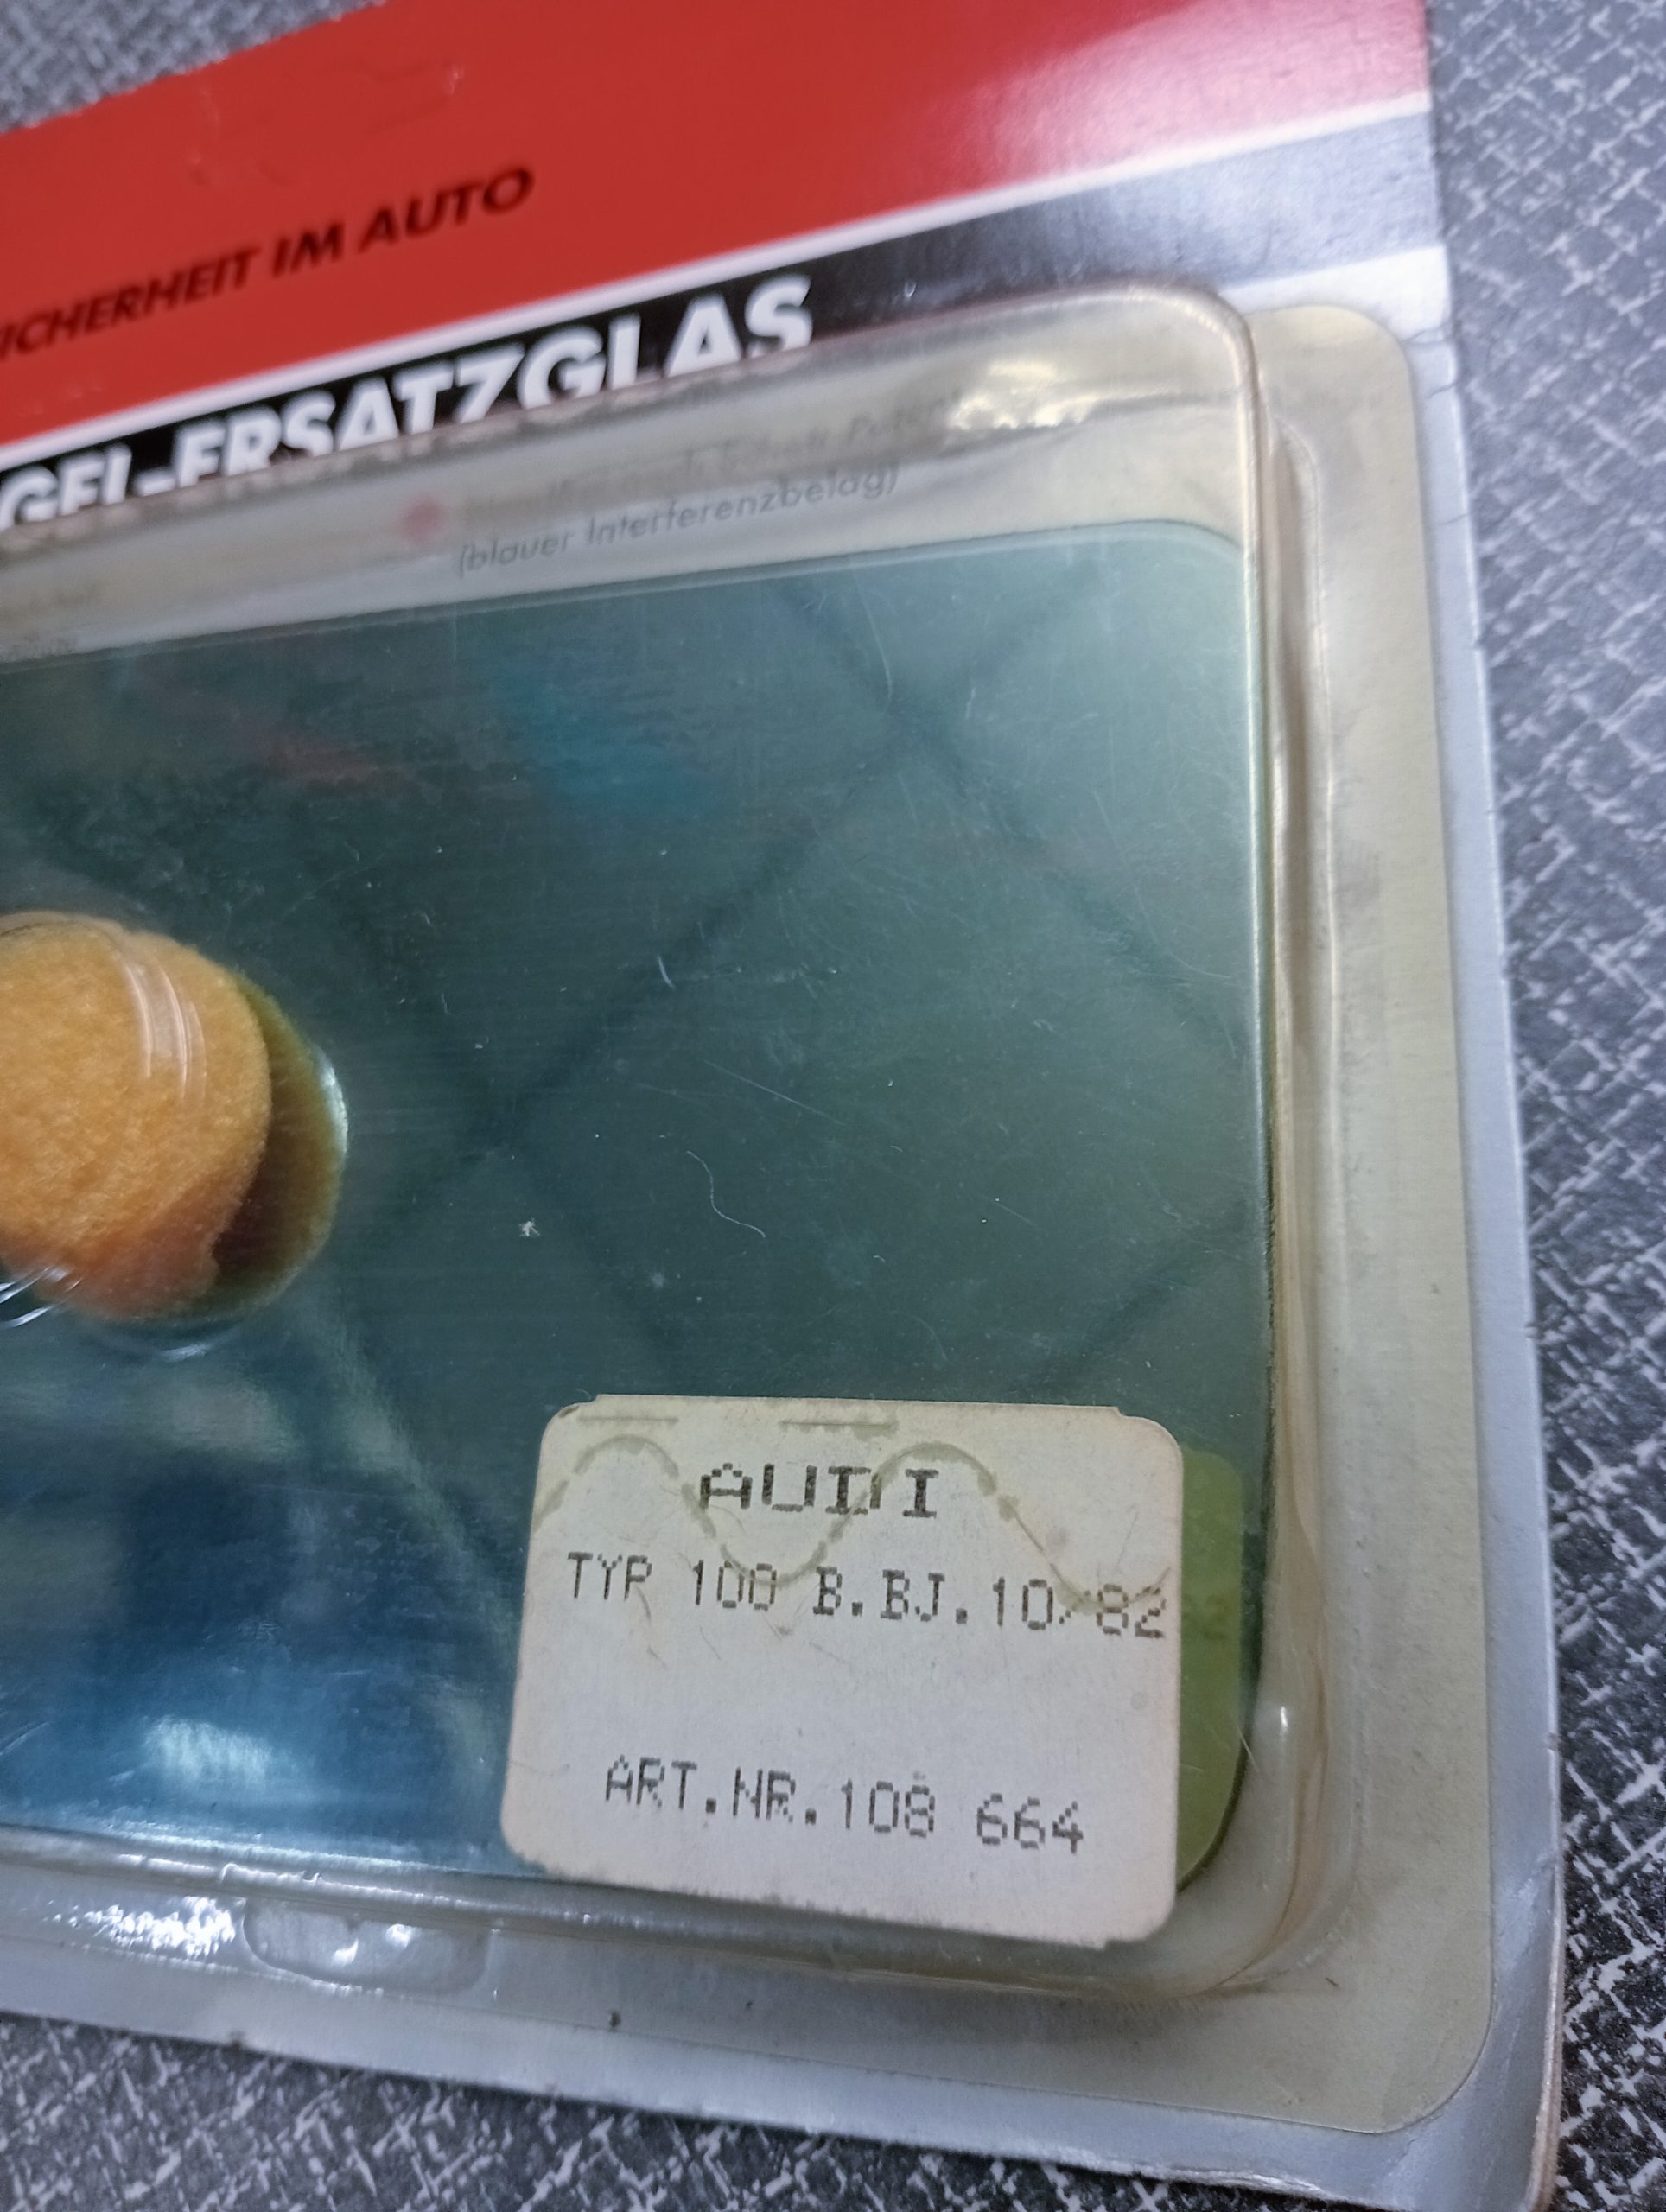 ICHERHEIT IM AUTO
GEL-ERSATZGLAS
(blauer Interferenzbelag)
AUDI
TYP 100 B.BJ.10/82
ART.NR.108 664